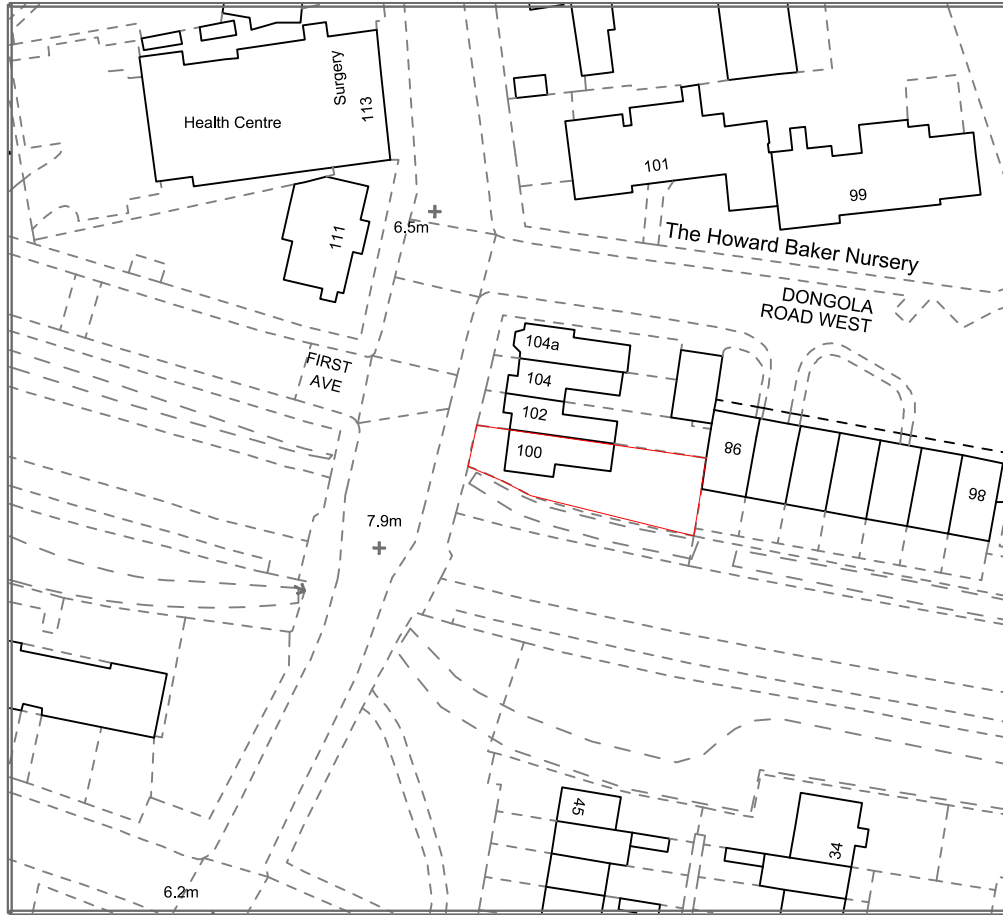 Surgery
113
Health Centre
101
99
111
6.5m
The Howard Baker Nursery
DONGOLA
ROAD WEST
FIRST
AVE
104a
104
102
100
98
86
7.9m
45
34
6.2m